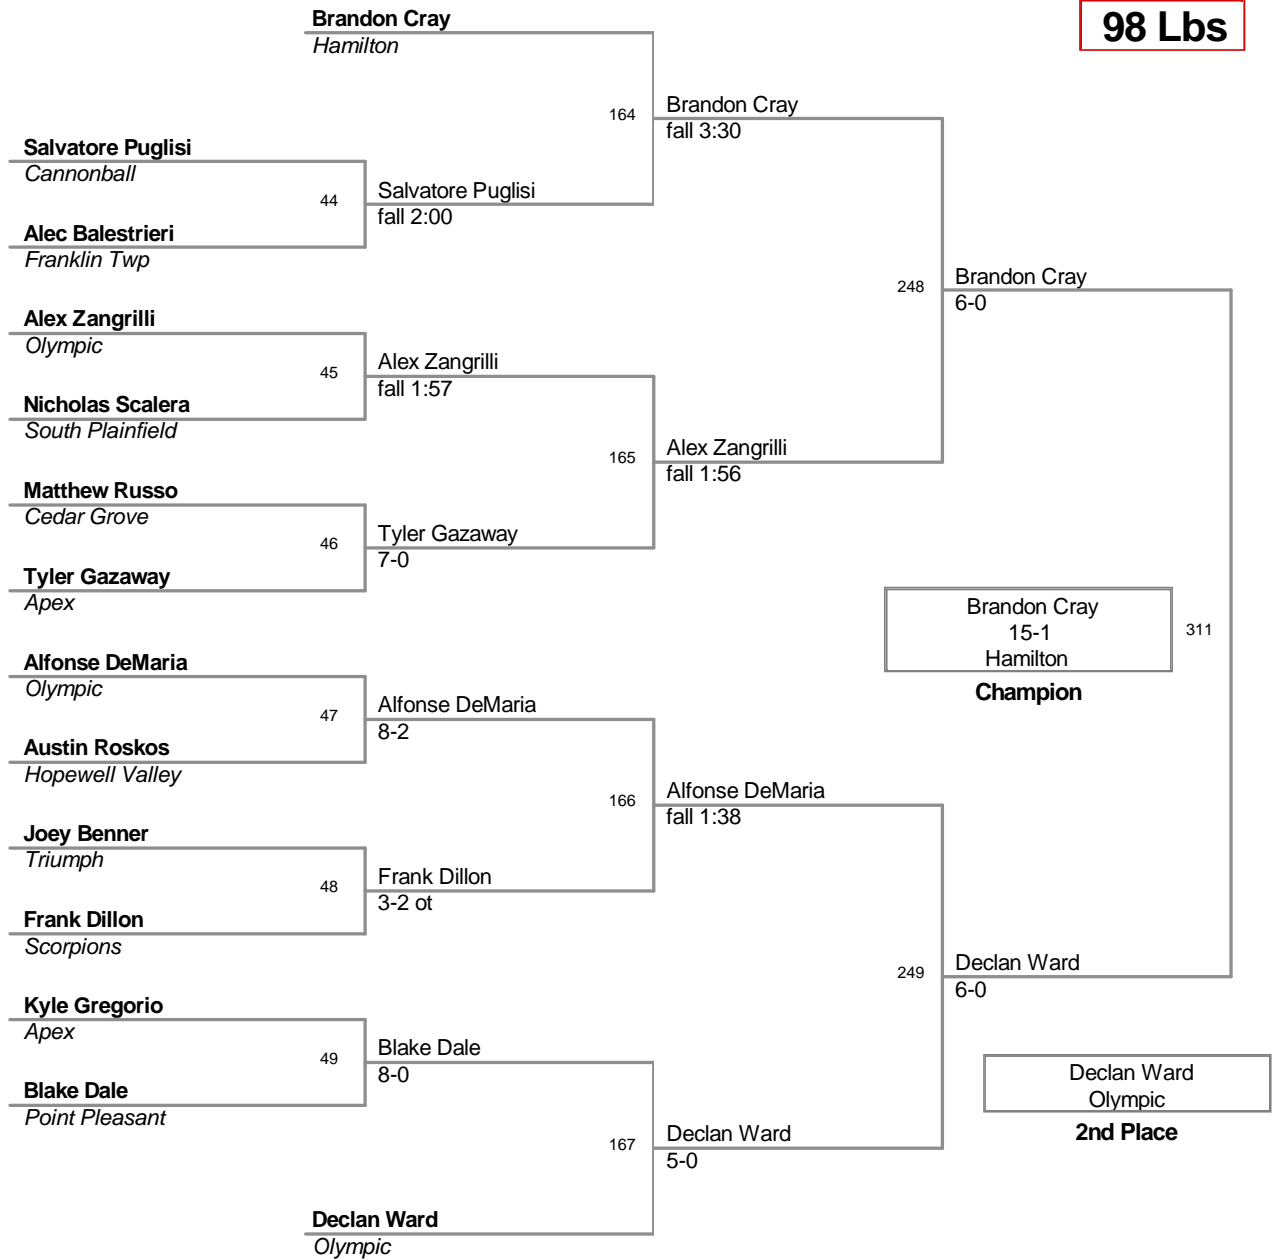 98 Lbs
Brandon Cray
Hamilton
164
Brandon Cray
fall 3:30
Salvatore Puglisi
Cannonball
44
Salvatore Puglisi
fall 2:00
Alec Balestrieri
Franklin Twp
248
Brandon Cray
6-0
Alex Zangrilli
Olympic
45
Alex Zangrilli
fall 1:57
Nicholas Scalera
South Plainfield
165
Alex Zangrilli
fall 1:56
Matthew Russo
Cedar Grove
46
Tyler Gazaway
7-0
Tyler Gazaway
Apex
Brandon Cray
15-1
Hamilton
311
Champion
Alfonse DeMaria
Olympic
47
Alfonse DeMaria
8-2
Austin Roskos
Hopewell Valley
166
Alfonse DeMaria
fall 1:38
Joey Benner
Triumph
48
Frank Dillon
3-2 ot
Frank Dillon
Scorpions
249
Declan Ward
6-0
Kyle Gregorio
Apex
49
Blake Dale
8-0
Blake Dale
Point Pleasant
Declan Ward
Olympic
2nd Place
167
Declan Ward
5-0
Declan Ward
Olympic